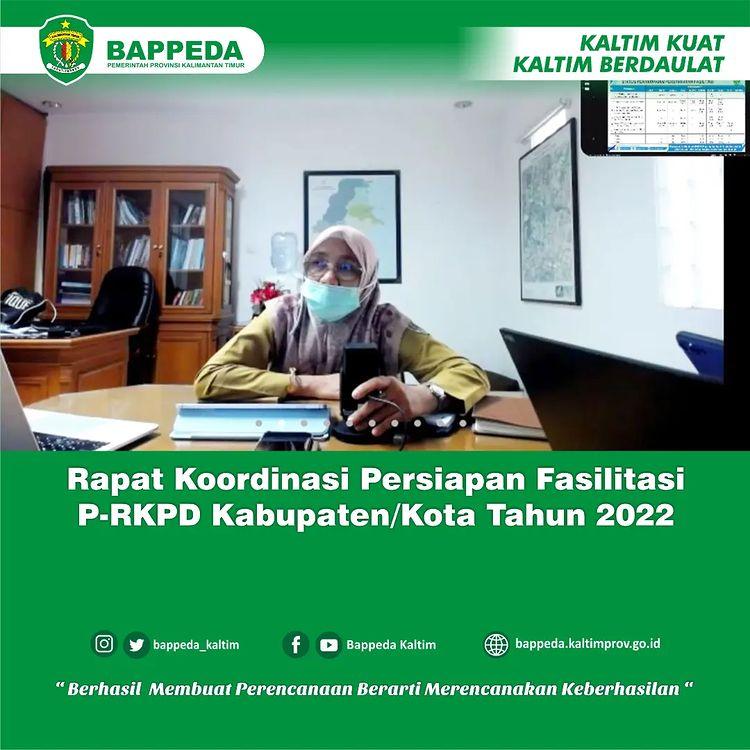 BAPPEDA
PEMERINTAH PROVINSI KALIMANTAN TIMUR
KALTIM KUAT
KALTIM BERDAULAT
Rapat Koordinasi Persiapan Fasilitasi
P-RKPD Kabupaten/Kota Tahun 2022
bappeda_kaltim
Bappeda Kaltim
bappeda.kaltimprov.go.id
“ Berhasil Membuat Perencanaan Berarti Merencanakan Keberhasilan “